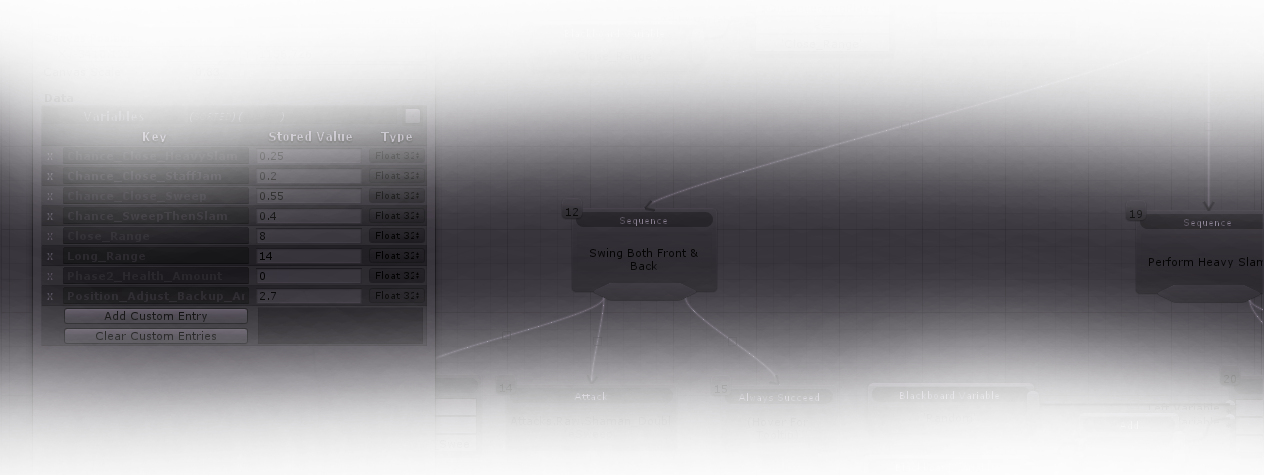 Data
Variables
Key Stored Value Type
X Chance_Close_HeavySlam 0.25 Float 32
X Chance_Close_StaffJam 0.2 Float 32
X Chance_Close_Sweep 0.55 Float 32
X Chance_SweepThenSlam 0.4 Float 32
X Close_Range 8 Float 32
X Long_Range 14 Float 32
X Phase2_Health_Amount 0 Float 32
X Position_Adjust_Backup_A 2.7 Float 32
Add Custom Entry
Clear Custom Entries
12
Sequence
Swing Both Front &
Back
19
Sequence
Perform Heavy Slam
14
Attack
15
Always Succeed
Blackboard Variable
20